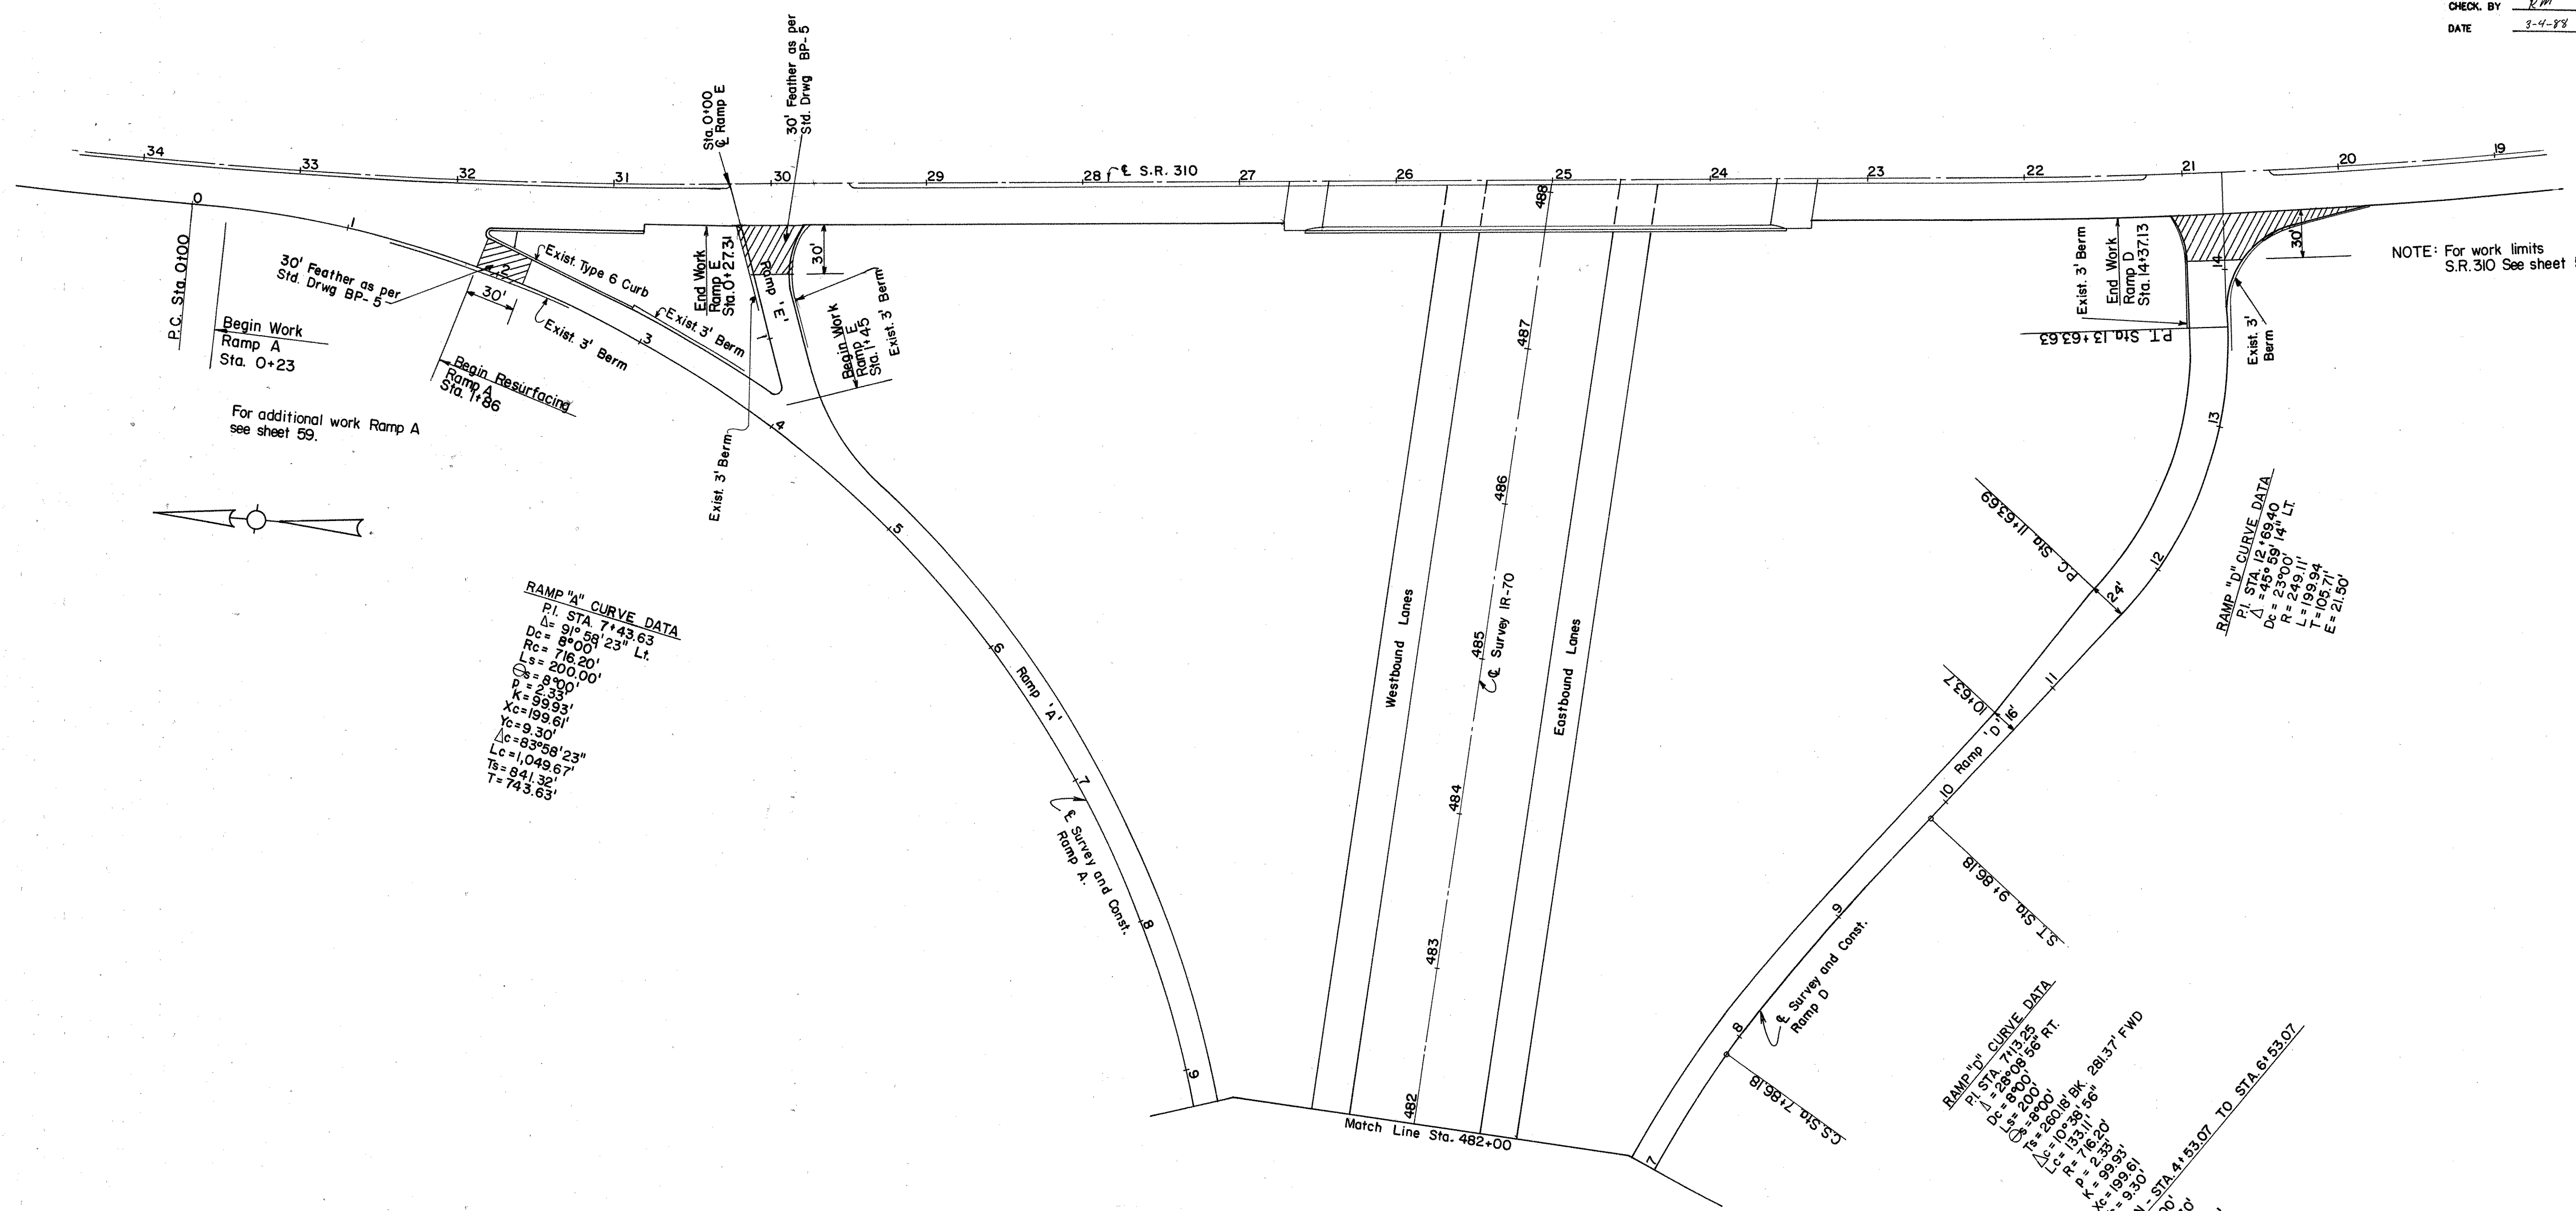 CHECK. BY RM
DATE 3-4-88
30' Feather as per
Std. Drwg BP-5
Sta. 0+00
℄ Ramp E
34
33
32
31
30
29
28
℄ S.R. 310
27
26
25
24
23
22
21
20
19
0
1
2
3
4
5
6
7
8
9
P.C. Sta. 0+00
30' Feather as per
Std. Drwg BP-5
30'
Begin Work
Ramp A
Sta. 0+23
Begin Resurfacing
Ramp A
Sta. 1+86
For additional work Ramp A
see sheet 59.
Exist. Type 6 Curb
Exist. 3' Berm
Exist. 3' Berm
End Work
Ramp E
Sta. 0+27.31
Ramp 'E'
1
30'
Begin Work
Ramp E
Sta. 1+45
Exist. 3' Berm
Exist. 3' Berm
RAMP "A" CURVE DATA
P.I. STA. 7+43.63
Δ= 91° 58' 23" Lt.
Dc= 8°00'
Rc= 716.20'
Ls= 200.00'
Θs= 8°00'
P = 2.33'
K= 99.93'
Xc=199.61'
Yc=9.30'
Δc=83°58'23"
Lc=1,049.67'
Ts=841.32'
T=743.63'
Ramp 'A'
℄ Survey and Const.
Ramp A.
488
487
486
485
484
483
482
Westbound Lanes
℄ Survey IR-70
Eastbound Lanes
Match Line Sta. 482+00
Exist. 3' Berm
End Work
Ramp D
Sta. 14+37.13
P.T. Sta. 13+63.63
30'
Exist. 3'
Berm
NOTE: For work limits
S.R.310 See sheet
14
13
12
11
10
9
8
7
P.C. Sta. 11+63.69
24'
10+63.7
16'
Ramp 'D'
S.T. Sta. 9+86.18
℄ Survey and Const.
Ramp D
C.S. Sta. 7+86.18
RAMP "D" CURVE DATA
P.I. STA. 12+69.40
Δ =45° 59' 14" LT.
Dc = 23°00'
R= 249.11'
L=199.94
T=105.71'
E=21.50'
RAMP "D" CURVE DATA
P.I. STA. 7+13.25
Δ = 28°08'56" RT.
Dc= 8°00'
Ls= 200'
Θs=8°00'
Ts= 260.18' BK. 281.37' FWD
Δc=10°38'56"
Lc= 133.11'
R= 716.20'
P = 2.33'
K = 99.93'
Xc=199.61
= 9.30'
- STA. 4+53.07 TO STA. 6+53.07